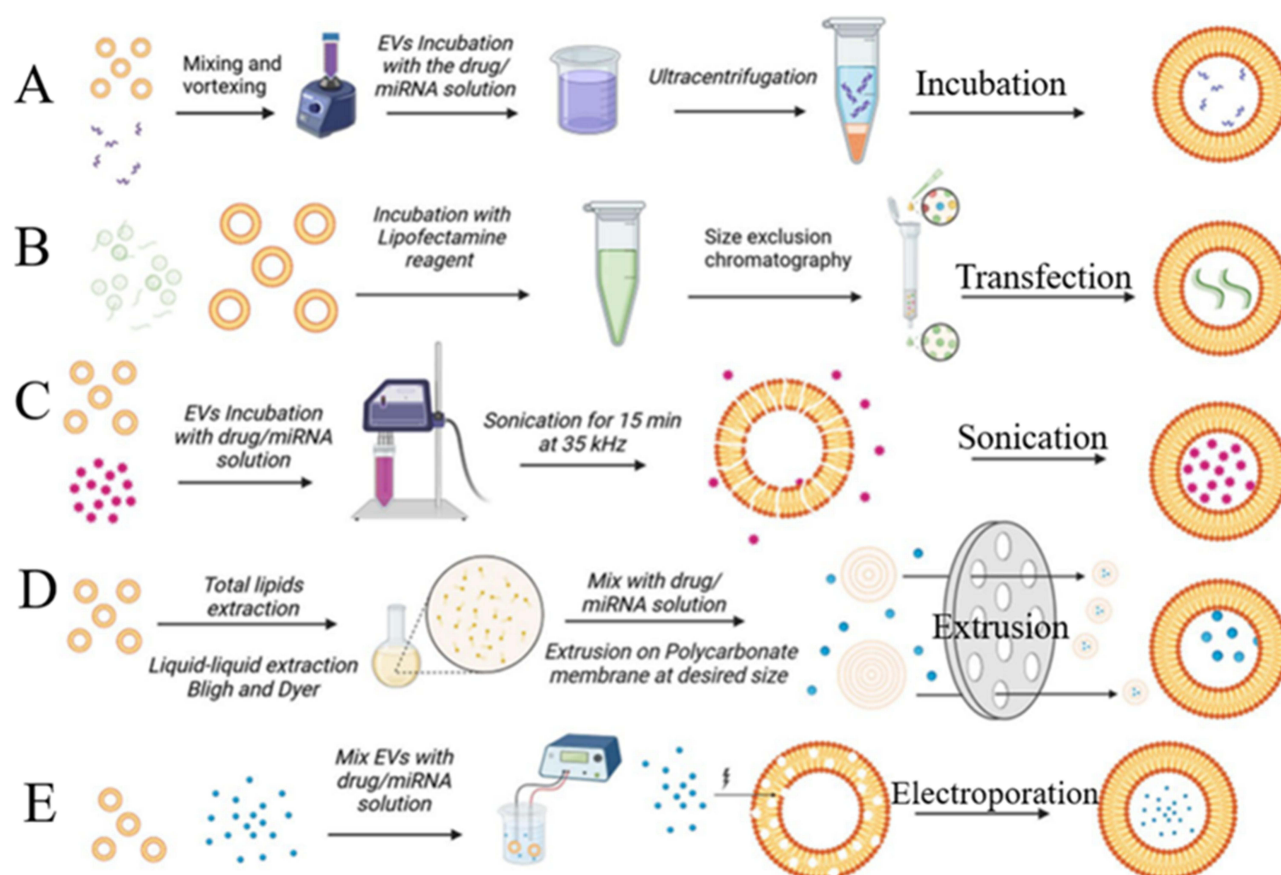 A
Mixing and
vortexing
EVs Incubation
with the drug/
miRNA solution
Ultracentrifugation
Incubation
B
Incubation with
Lipofectamine
reagent
Size exclusion
chromatography
Transfection
C
EVs Incubation
with drug/miRNA
solution
Sonication for 15 min
at 35 kHz
Sonication
D
Total lipids
extraction
Liquid-liquid extraction
Bligh and Dyer
Mix with drug/
miRNA solution
Extrusion on Polycarbonate
membrane at desired size
Extrusion
E
Mix EVs with
drug/miRNA
solution
Electroporation